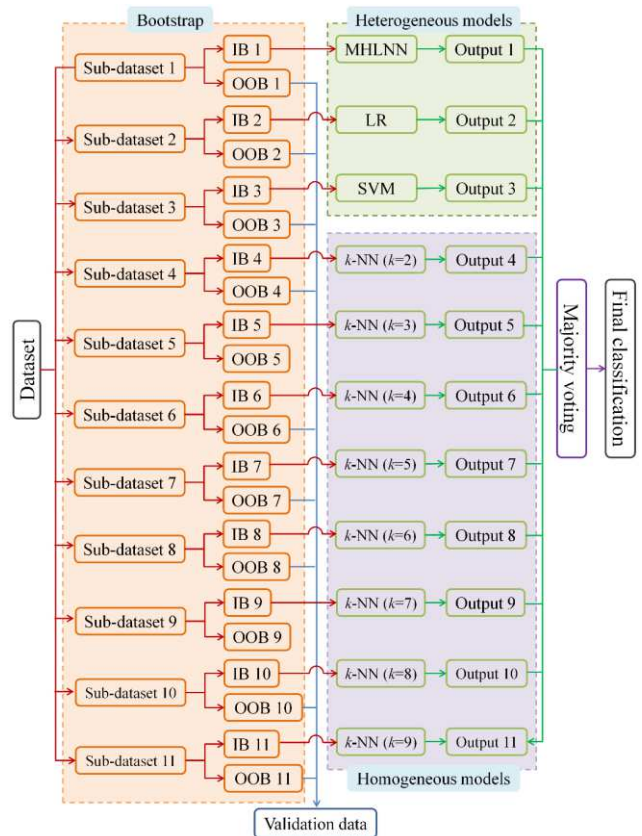 Bootstrap
Heterogeneous models
Dataset
Sub-dataset 1
IB 1
OOB 1
MHLNN
Output 1
Sub-dataset 2
IB 2
OOB 2
LR
Output 2
Sub-dataset 3
IB 3
OOB 3
SVM
Output 3
Sub-dataset 4
IB 4
OOB 4
k-NN (k=2)
Output 4
Sub-dataset 5
IB 5
OOB 5
k-NN (k=3)
Output 5
Sub-dataset 6
IB 6
OOB 6
k-NN (k=4)
Output 6
Sub-dataset 7
IB 7
OOB 7
k-NN (k=5)
Output 7
Sub-dataset 8
IB 8
OOB 8
k-NN (k=6)
Output 8
Sub-dataset 9
IB 9
OOB 9
k-NN (k=7)
Output 9
Sub-dataset 10
IB 10
OOB 10
k-NN (k=8)
Output 10
Sub-dataset 11
IB 11
OOB 11
k-NN (k=9)
Output 11
Majority voting
Final classification
Homogeneous models
Validation data